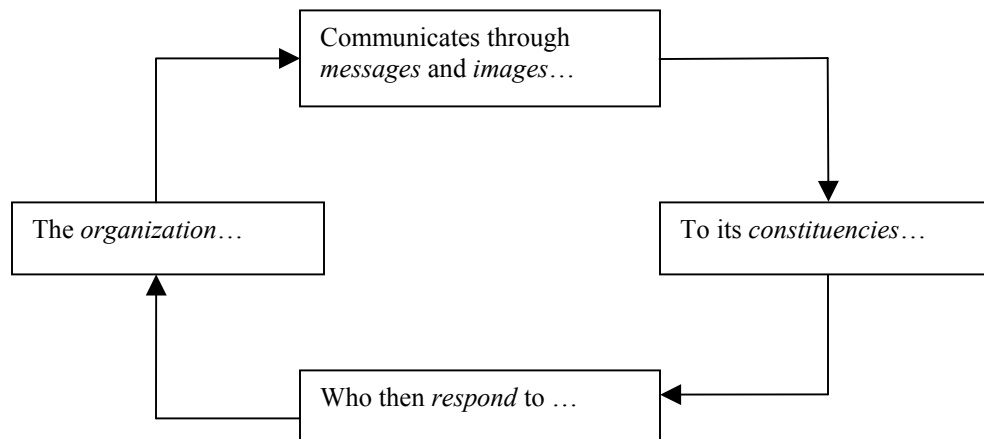 Communicates through
messages and images…
The organization…
To its constituencies…
Who then respond to …